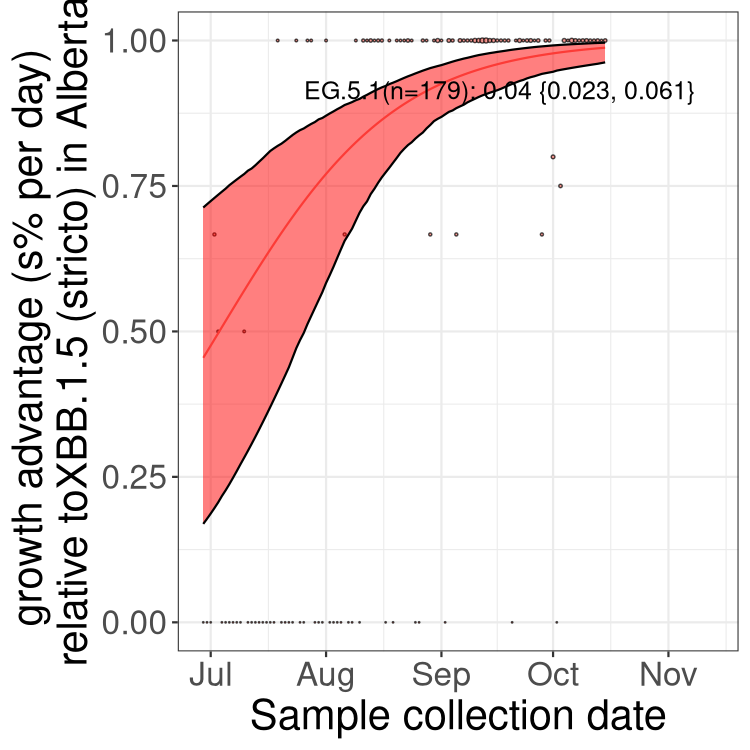 growth advantage (s% per day)
relative toXBB.1.5 (stricto) in Alberta
1.00
0.75
0.50
0.25
0.00
EG.5.1(n=179): 0.04 {0.023, 0.061}
Jul Aug Sep Oct Nov
Sample collection date